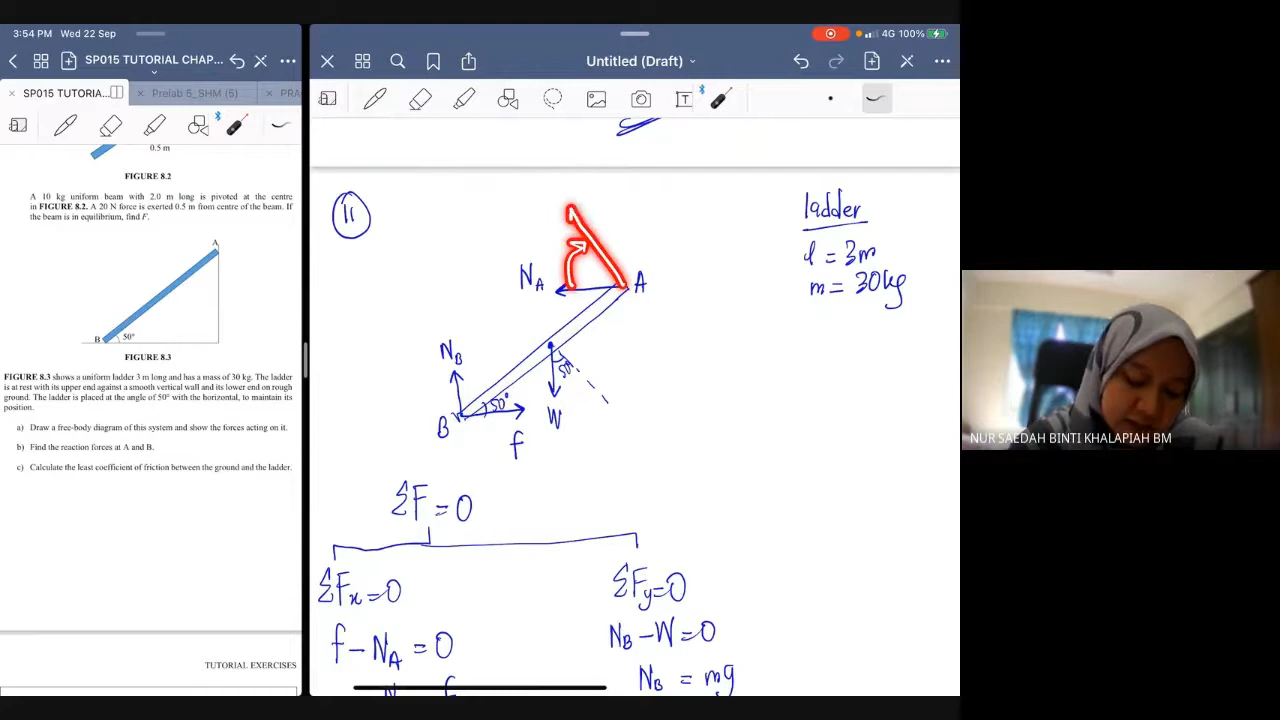 3:54 PM Wed 22 Sep
4G 100%
SP015 TUTORIAL CHAP...
Untitled (Draft)
SP015 TUTORIA...
Prelab 5_SHM (5)
PRA
0.5 m
FIGURE 8.2
A 10 kg uniform beam with 2.0 m long is pivoted at the centre
in FIGURE 8.2. A 20 N force is exerted 0.5 m from centre of the beam. If
the beam is in equilibrium, find F.
A
B
50°
FIGURE 8.3
FIGURE 8.3 shows a uniform ladder 3 m long and has a mass of 30 kg. The ladder
is at rest with its upper end against a smooth vertical wall and its lower end on rough
ground. The ladder is placed at the angle of 50° with the horizontal, to maintain its
position.
a) Draw a free-body diagram of this system and show the forces acting on it.
b) Find the reaction forces at A and B.
c) Calculate the least coefficient of friction between the ground and the ladder.
TUTORIAL EXERCISES
11
ladder
l = 3m
m = 30kg
NA
A
NB
50°
50°
B
W
f
ΣF = 0
ΣFx = 0
ΣFy = 0
f - NA = 0
NB - W = 0
NB = mg
NUR SAEDAH BINTI KHALAPIAH BM